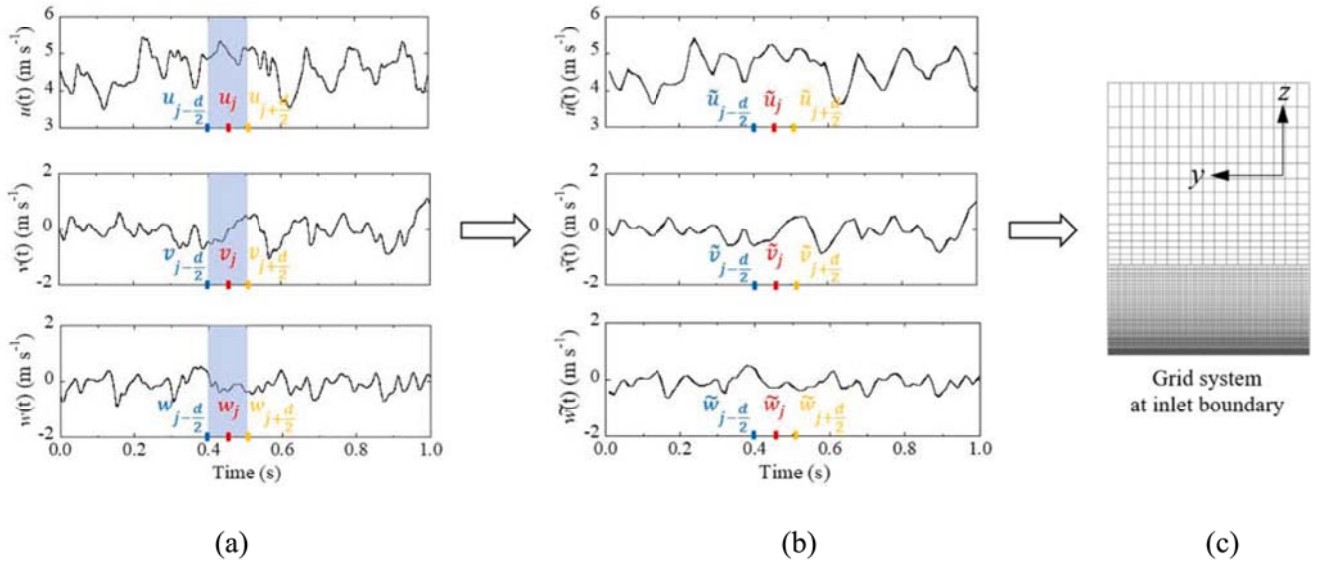 6
5
4
3
u(t) (m s⁻¹)
u_{j-d/2} u_j u_{j+d/2}
2
0
-2
v(t) (m s⁻¹)
v_{j-d/2} v_j v_{j+d/2}
2
0
-2
w(t) (m s⁻¹)
w_{j-d/2} w_j w_{j+d/2}
0.0 0.2 0.4 0.6 0.8 1.0
Time (s)
(a)
6
5
4
3
ũ(t) (m s⁻¹)
ũ_{j-d/2} ũ_j ũ_{j+d/2}
2
0
-2
ṽ(t) (m s⁻¹)
ṽ_{j-d/2} ṽ_j ṽ_{j+d/2}
2
0
-2
w̃(t) (m s⁻¹)
w̃_{j-d/2} w̃_j w̃_{j+d/2}
0.0 0.2 0.4 0.6 0.8 1.0
Time (s)
(b)
z
y
Grid system
at inlet boundary
(c)